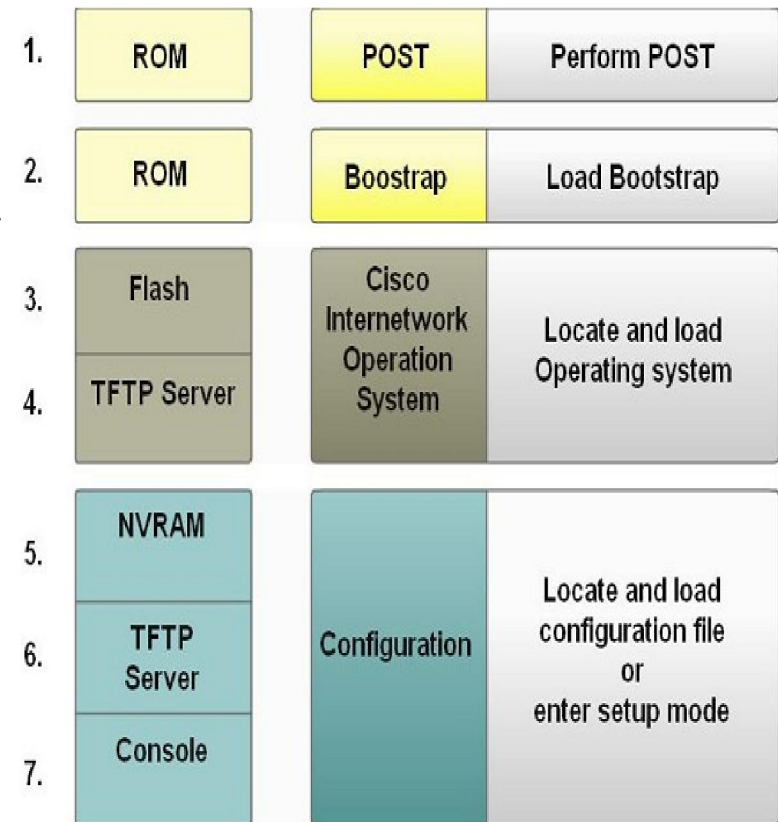 1.
ROM
POST
Perform POST
2.
ROM
Boostrap
Load Bootstrap
3.
Flash
4.
TFTP Server
Cisco
Internetwork
Operation
System
Locate and load
Operating system
5.
NVRAM
6.
TFTP
Server
7.
Console
Configuration
Locate and load
configuration file
or
enter setup mode